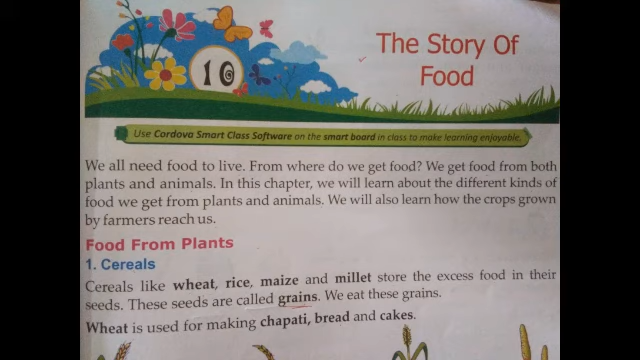 10
The Story Of
Food
Use Cordova Smart Class Software on the smart board in class to make learning enjoyable.
We all need food to live. From where do we get food? We get food from both
plants and animals. In this chapter, we will learn about the different kinds of
food we get from plants and animals. We will also learn how the crops grown
by farmers reach us.
Food From Plants
1. Cereals
Cereals like wheat, rice, maize and millet store the excess food in their
seeds. These seeds are called grains. We eat these grains.
Wheat is used for making chapati, bread and cakes.